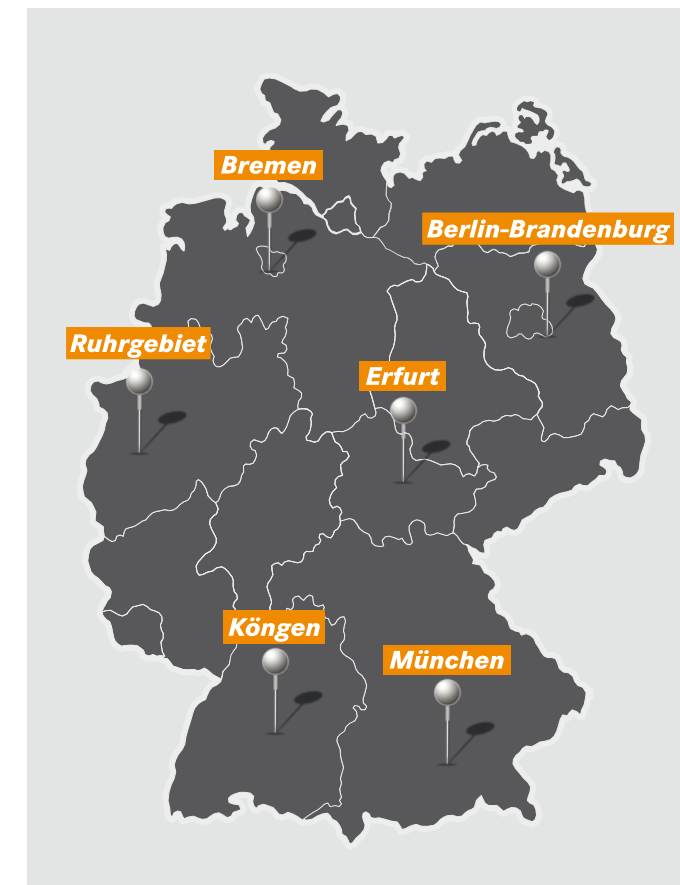 Bremen
Berlin-Brandenburg
Ruhrgebiet
Erfurt
Köngen
München